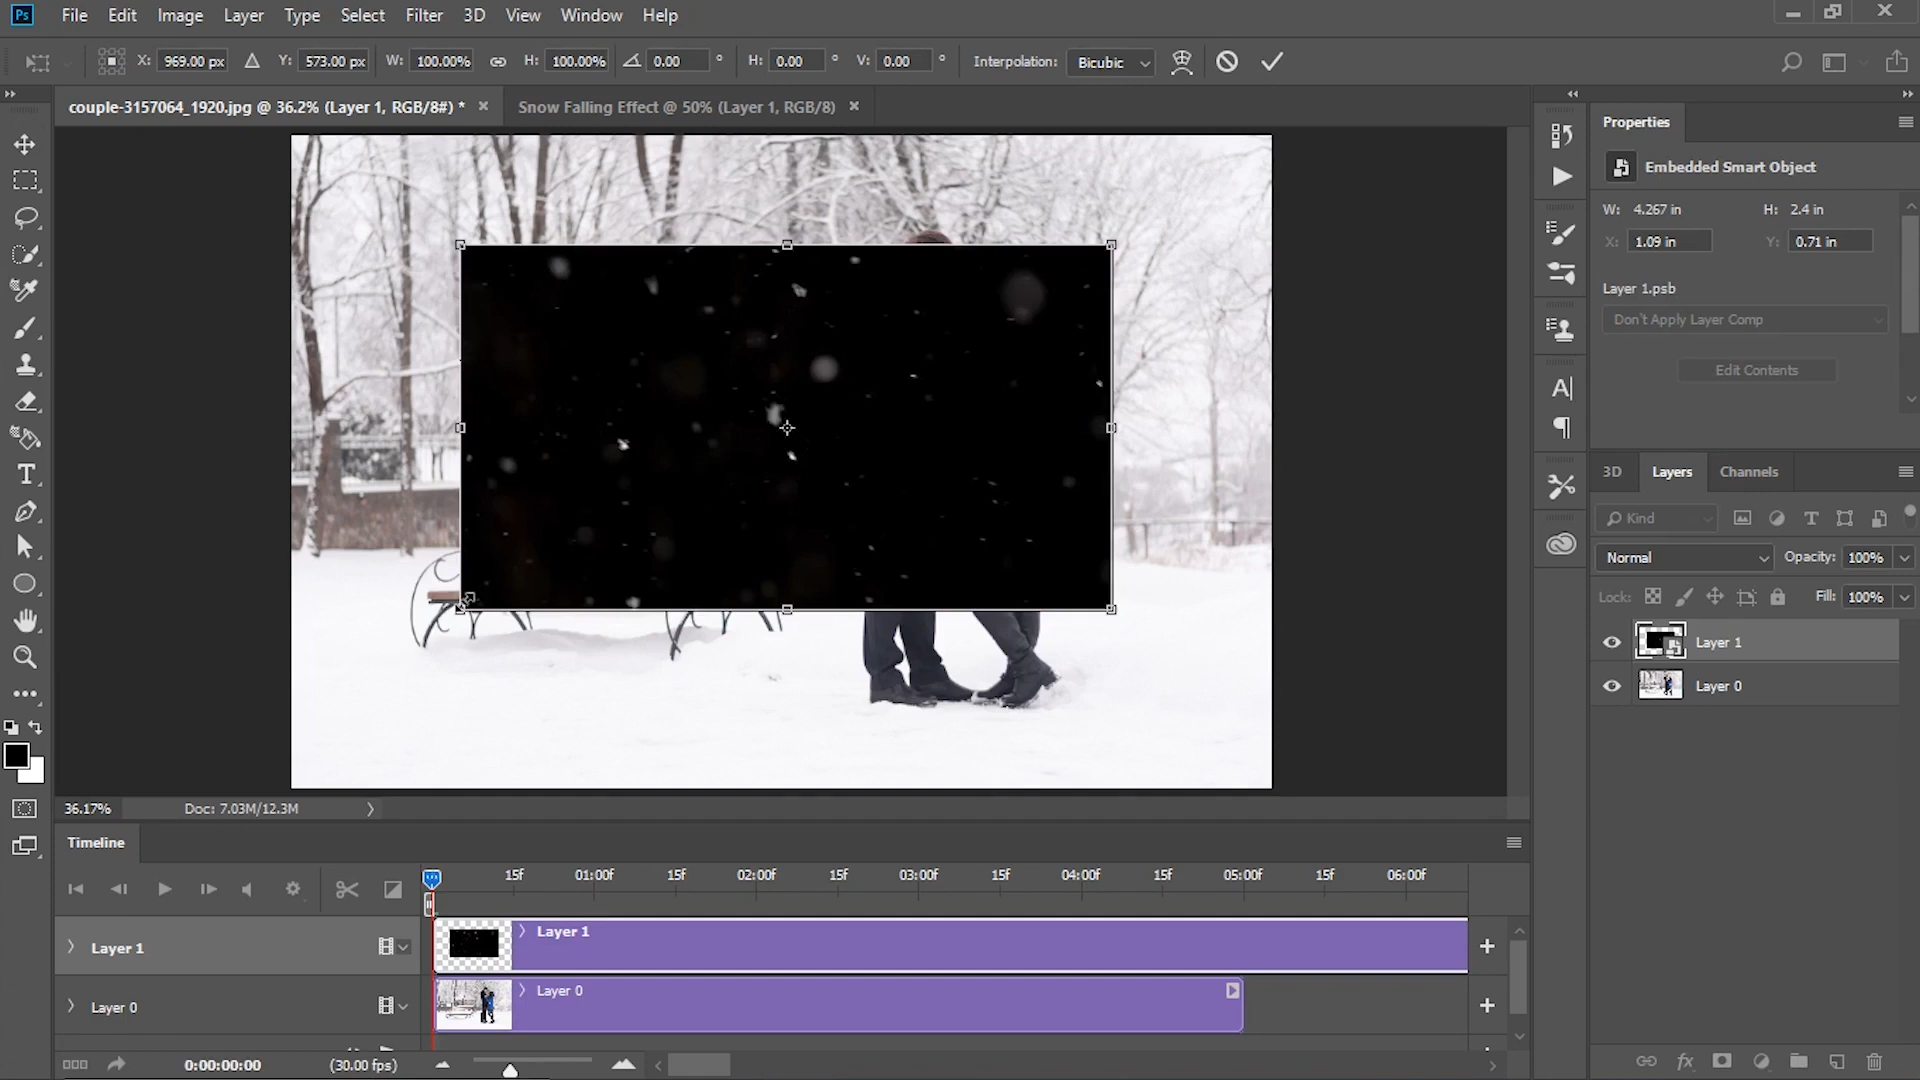 Ps File Edit Image Layer Type Select Filter 3D View Window Help
X: 969.00 px Y: 573.00 px W: 100.00% H: 100.00% 0.00 ° H: 0.00 ° V: 0.00 ° Interpolation: Bicubic
couple-3157064_1920.jpg @ 36.2% (Layer 1, RGB/8#) * Snow Falling Effect @ 50% (Layer 1, RGB/8)
Properties
Embedded Smart Object
W: 4.267 in H: 2.4 in
X: 1.09 in Y: 0.71 in
Layer 1.psb
Don't Apply Layer Comp
Edit Contents
3D Layers Channels
Kind
Normal Opacity: 100%
Lock: Fill: 100%
Layer 1
Layer 0
36.17% Doc: 7.03M/12.3M
Timeline
15f 01:00f 15f 02:00f 15f 03:00f 15f 04:00f 15f 05:00f 15f 06:00f
Layer 1 Layer 1
Layer 0 Layer 0
0:00:00:00 (30.00 fps)